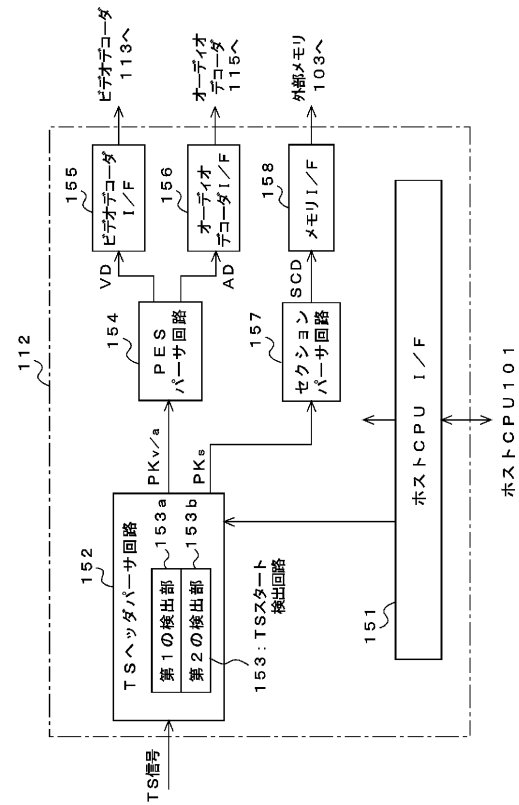 112
TS信号
152
TSヘッダパーサ回路
第1の検出部
第2の検出部
153a
153b
153:TSスタート
検出回路
PKv/a
PKs
154
PES
パーサ回路
VD
AD
155
ビデオデコーダ
I/F
ビデオデコーダ
113へ
156
オーディオ
デコーダI/F
オーディオ
デコーダ
115へ
157
セクション
パーサ回路
SCD
158
メモリI/F
外部メモリ
103へ
151
ホストCPU I/F
ホストCPU101